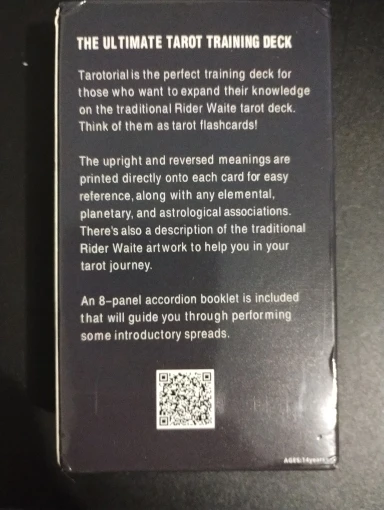 THE ULTIMATE TAROT TRAINING DECK
Tarotorial is the perfect training deck for
those who want to expand their knowledge
on the traditional Rider Waite tarot deck.
Think of them as tarot flashcards!
The upright and reversed meanings are
printed directly onto each card for easy
reference, along with any elemental,
planetary, and astrological associations.
There's also a description of the traditional
Rider Waite artwork to help you in your
tarot journey.
An 8-panel accordion booklet is included
that will guide you through performing
some introductory spreads.
AGES:14years